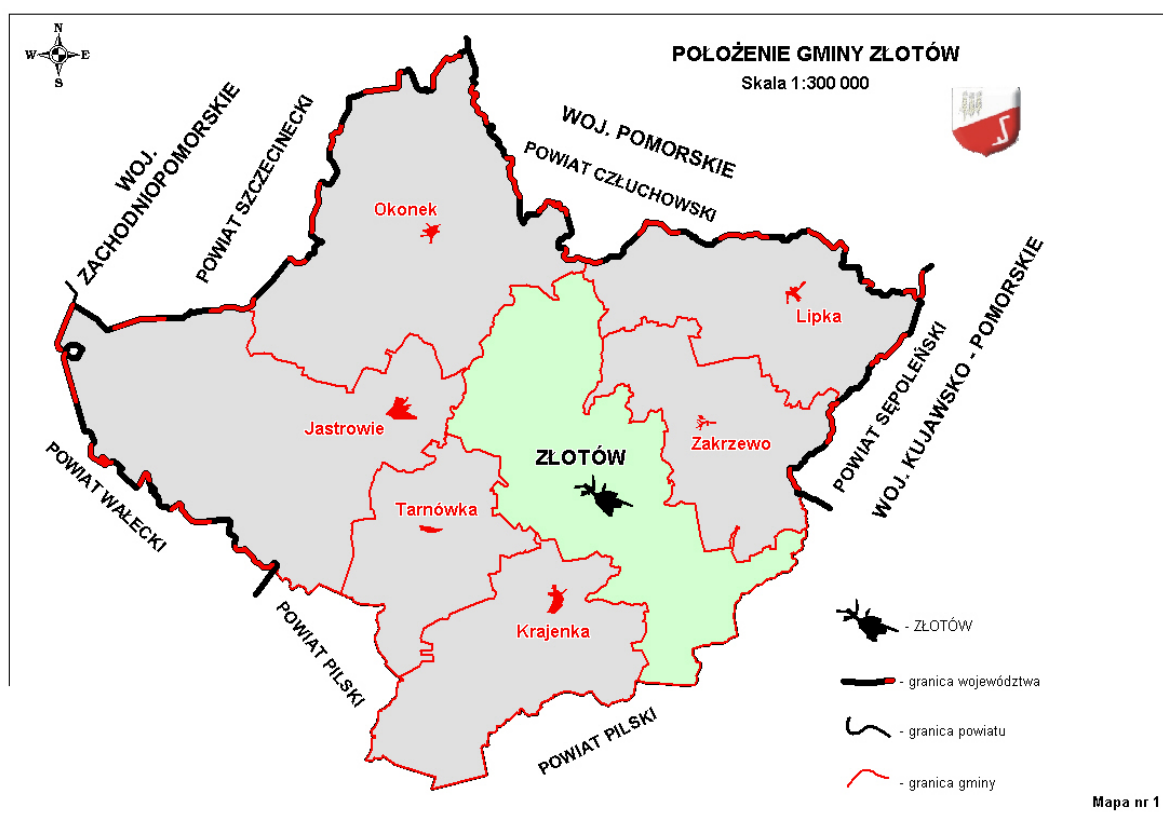 N
W E
S
POŁOŻENIE GMINY ZŁOTÓW
Skala 1:300 000
WOJ.
ZACHODNIOPOMORSKIE
POWIAT SZCZECINECKI
WOJ. POMORSKIE
POWIAT CZŁUCHOWSKI
Okonek
Lipka
POWIAT SĘPOLEŃSKI
WOJ. KUJAWSKO - POMORSKIE
Jastrowie
Zakrzewo
ZŁOTÓW
POWIAT WAŁECKI
Tarnówka
Krajenka
POWIAT PILSKI
POWIAT PILSKI
- ZŁOTÓW
- granica województwa
- granica powiatu
- granica gminy
Mapa nr 1